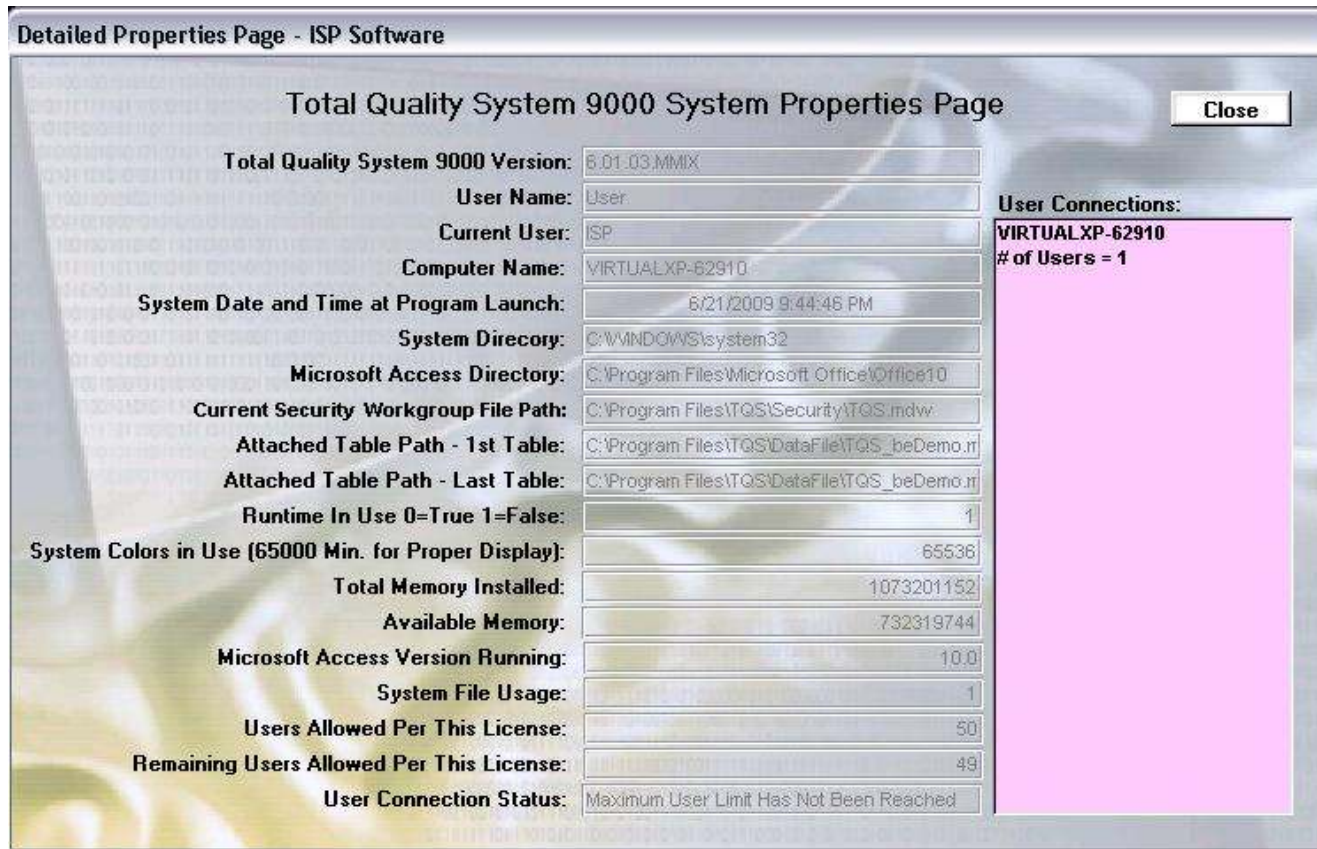 Detailed Properties Page - ISP Software
Total Quality System 9000 System Properties Page
Close
Total Quality System 9000 Version: 6.01.03.MMIX
User Name: User
Current User: ISP
Computer Name: VIRTUALXP-62910
System Date and Time at Program Launch: 6/21/2009 9:44:46 PM
System Direcory: C:\WINDOWS\system32
Microsoft Access Directory: C:\Program Files\Microsoft Office\Office10
Current Security Workgroup File Path: C:\Program Files\TQS\Security\TQS.mdw
Attached Table Path - 1st Table: C:\Program Files\TQS\DataFile\TQS_beDemo.m
Attached Table Path - Last Table: C:\Program Files\TQS\DataFile\TQS_beDemo.m
Runtime In Use 0=True 1=False: 1
System Colors in Use (65000 Min. for Proper Display): 65536
Total Memory Installed: 1073201152
Available Memory: 732319744
Microsoft Access Version Running: 10.0
System File Usage: 1
Users Allowed Per This License: 50
Remaining Users Allowed Per This License: 49
User Connection Status: Maximum User Limit Has Not Been Reached
User Connections:
VIRTUALXP-62910
# of Users = 1